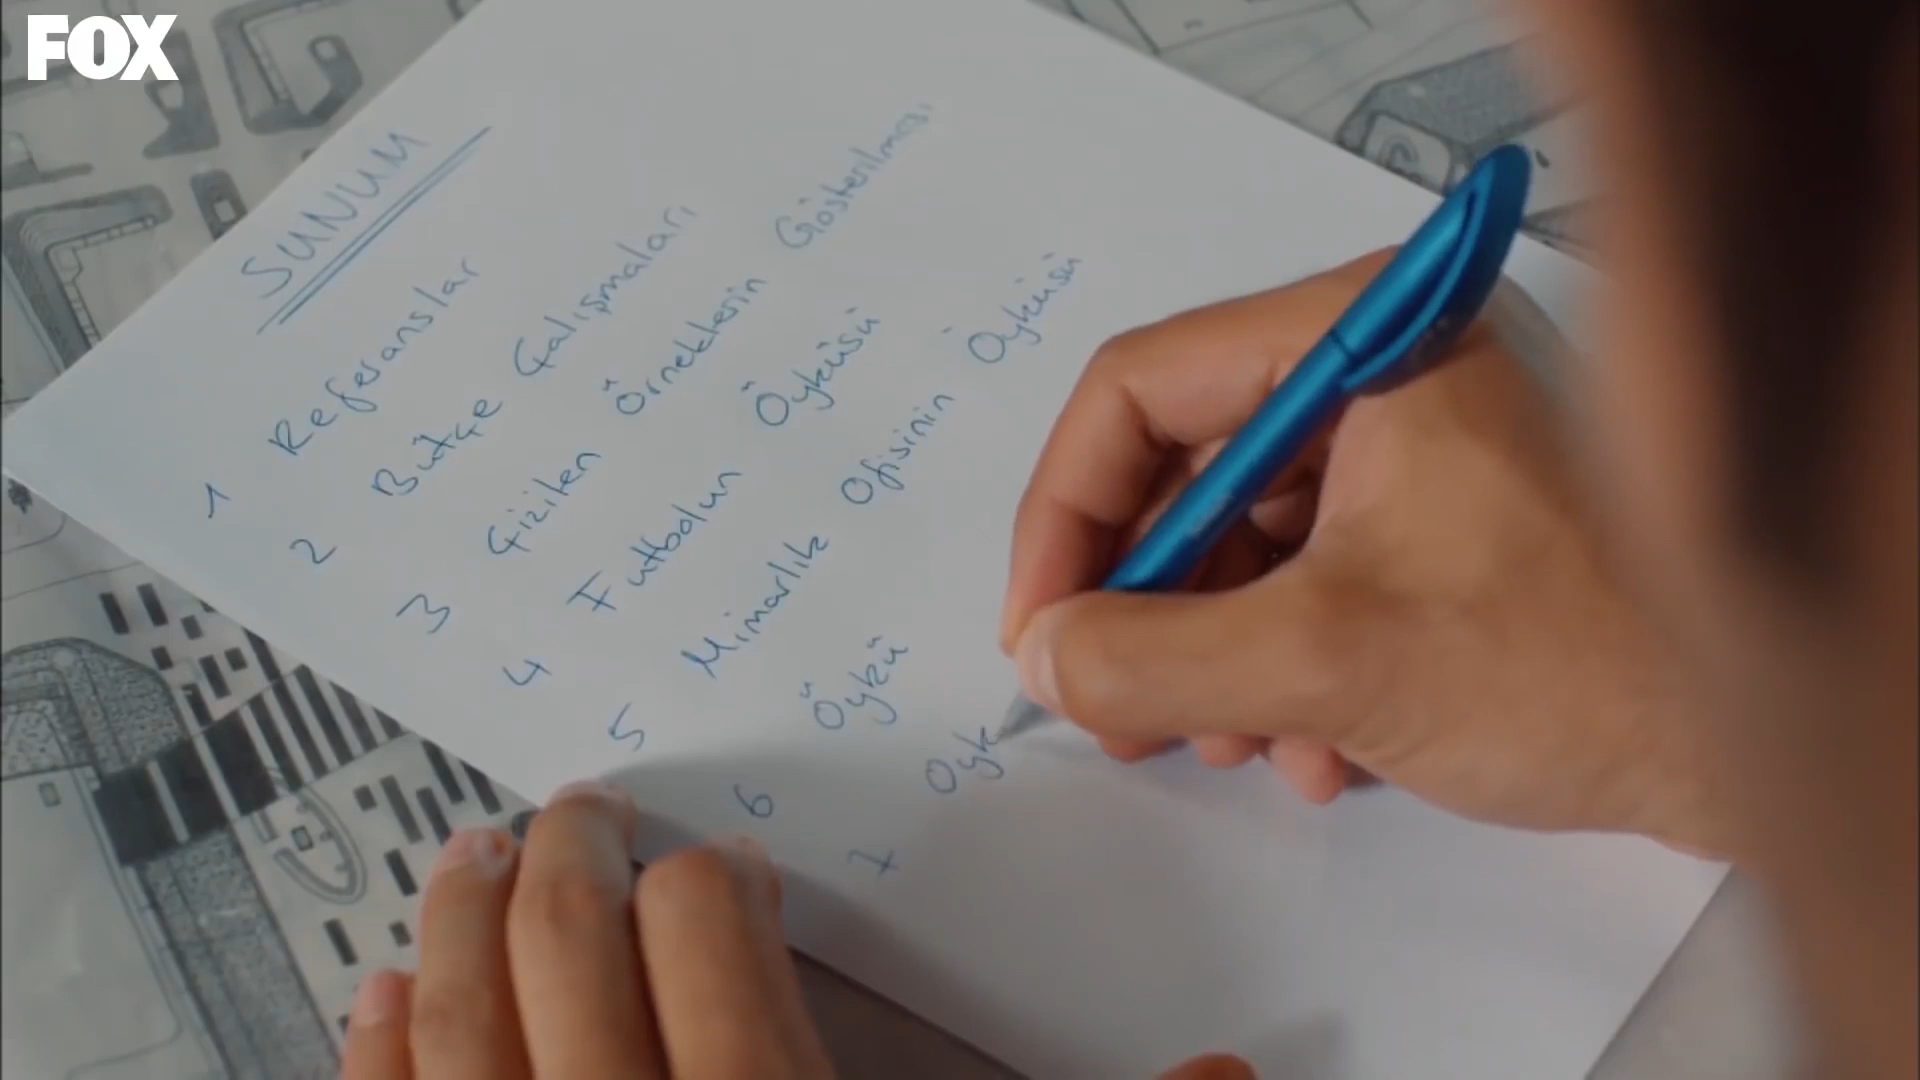 FOX
SUNUM
1 Referanslar
2 Bütçe Çalışmaları
3 Çizilen Örneklerin Gösterilmesi
4 Futbolun Öyküsü
5 Mimarlık Ofisinin Öyküsü
6 Öykü
7 Oyk